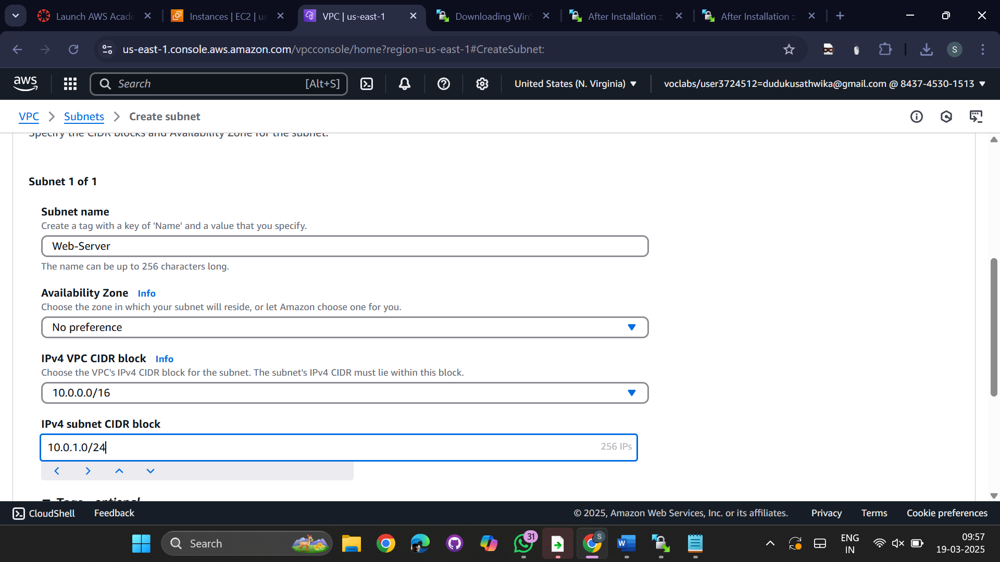 Launch AWS Acade
Instances | EC2 | us
VPC | us-east-1
Downloading WinS
After Installation ::
After Installation ::
us-east-1.console.aws.amazon.com/vpcconsole/home?region=us-east-1#CreateSubnet:
S
aws
Search
[Alt+S]
United States (N. Virginia)
voclabs/user3724512=dudukusathwika@gmail.com @ 8437-4530-1513
VPC
Subnets
Create subnet
Specify the CIDR blocks and Availability Zone for the subnet.
Subnet 1 of 1
Subnet name
Create a tag with a key of 'Name' and a value that you specify.
Web-Server
The name can be up to 256 characters long.
Availability Zone Info
Choose the zone in which your subnet will reside, or let Amazon choose one for you.
No preference
IPv4 VPC CIDR block Info
Choose the VPC's IPv4 CIDR block for the subnet. The subnet's IPv4 CIDR must lie within this block.
10.0.0.0/16
IPv4 subnet CIDR block
10.0.1.0/24
256 IPs
Tags - optional
CloudShell
Feedback
© 2025, Amazon Web Services, Inc. or its affiliates.
Privacy
Terms
Cookie preferences
Search
31
S
W
ENG
IN
09:57
19-03-2025